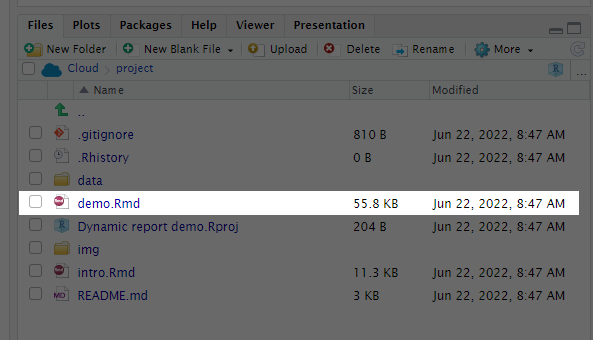 Files Plots Packages Help Viewer Presentation
New Folder New Blank File Upload Delete Rename More
Cloud project R ...
Name Size Modified
..
.gitignore 810 B Jun 22, 2022, 8:47 AM
.Rhistory 0 B Jun 22, 2022, 8:47 AM
data
demo.Rmd 55.8 KB Jun 22, 2022, 8:47 AM
Dynamic report demo.Rproj 204 B Jun 22, 2022, 8:47 AM
img
intro.Rmd 11.3 KB Jun 22, 2022, 8:47 AM
MD README.md 3 KB Jun 22, 2022, 8:47 AM